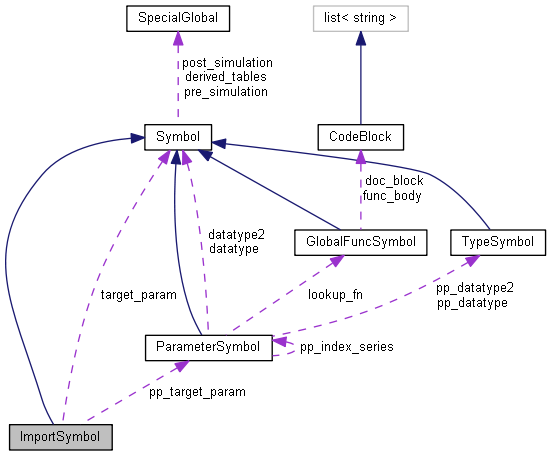 SpecialGlobal
list< string >
post_simulation
derived_tables
pre_simulation
Symbol
CodeBlock
doc_block
func_body
datatype2
datatype
GlobalFuncSymbol
TypeSymbol
target_param
lookup_fn
pp_datatype2
pp_datatype
ParameterSymbol
pp_index_series
pp_target_param
ImportSymbol